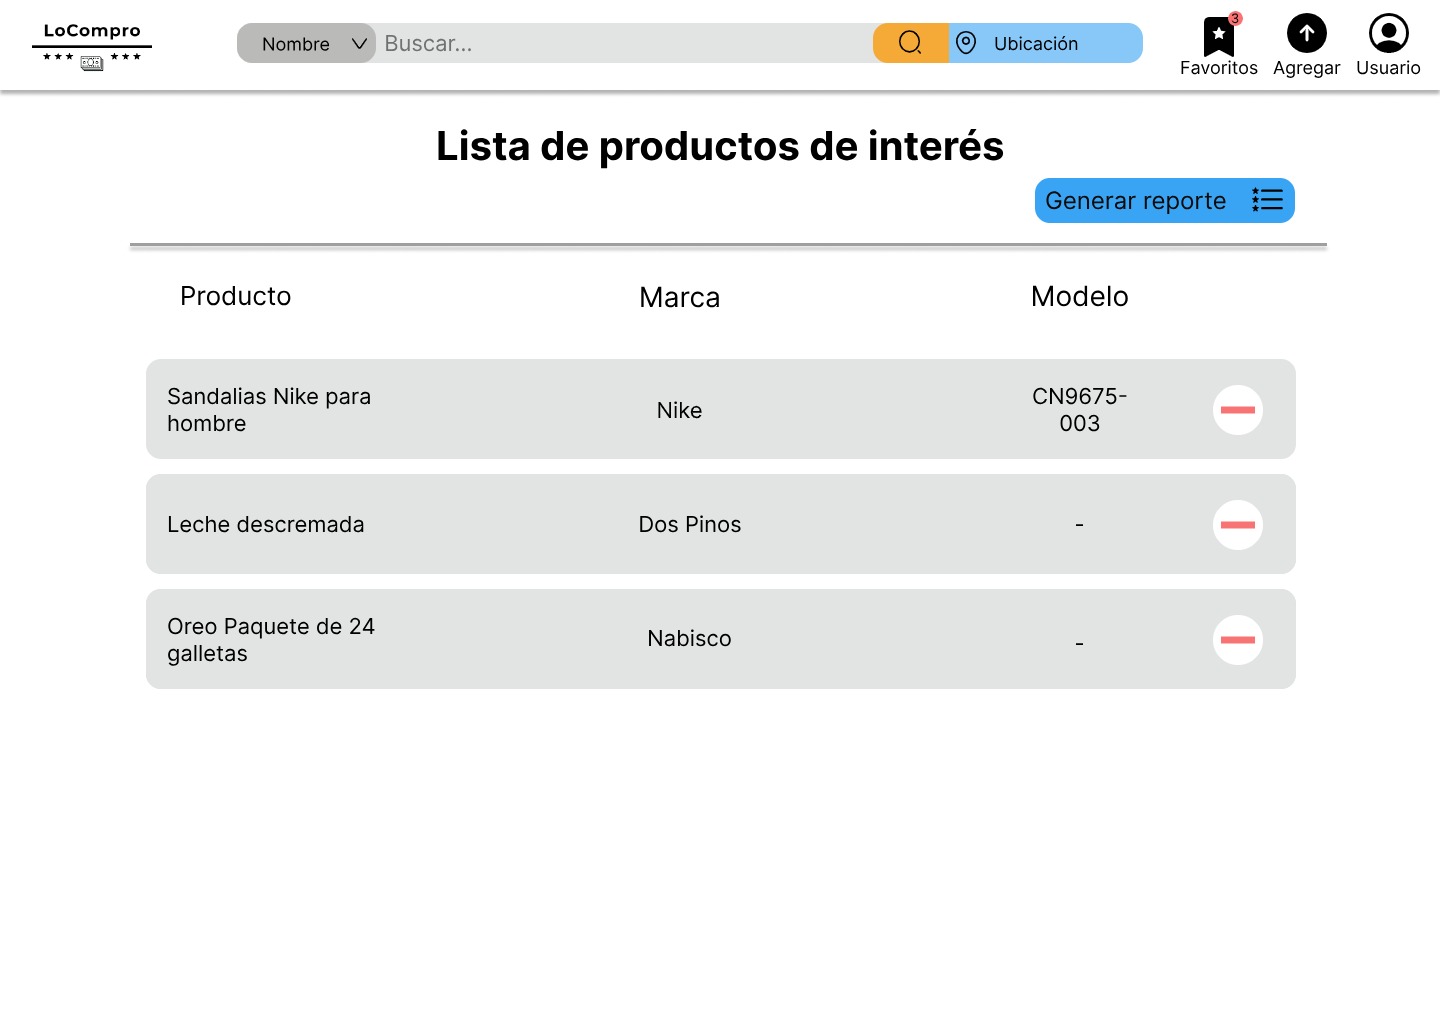 LoCompro
Nombre
Buscar...
Ubicación
3
Favoritos
Agregar
Usuario
Lista de productos de interés
Generar reporte
Producto
Marca
Modelo
Sandalias Nike para
hombre
Nike
CN9675-
003
Leche descremada
Dos Pinos
-
Oreo Paquete de 24
galletas
Nabisco
-